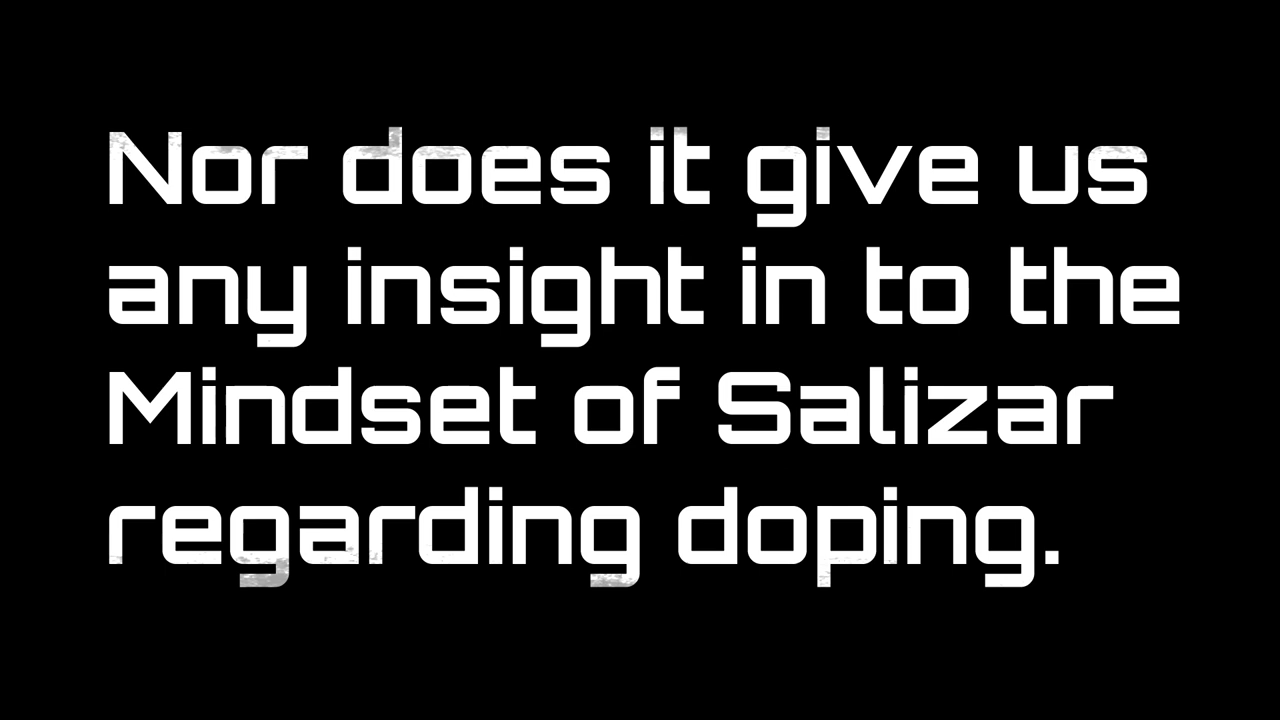 Nor does it give us
any insight in to the
Mindset of Salizar
regarding doping.